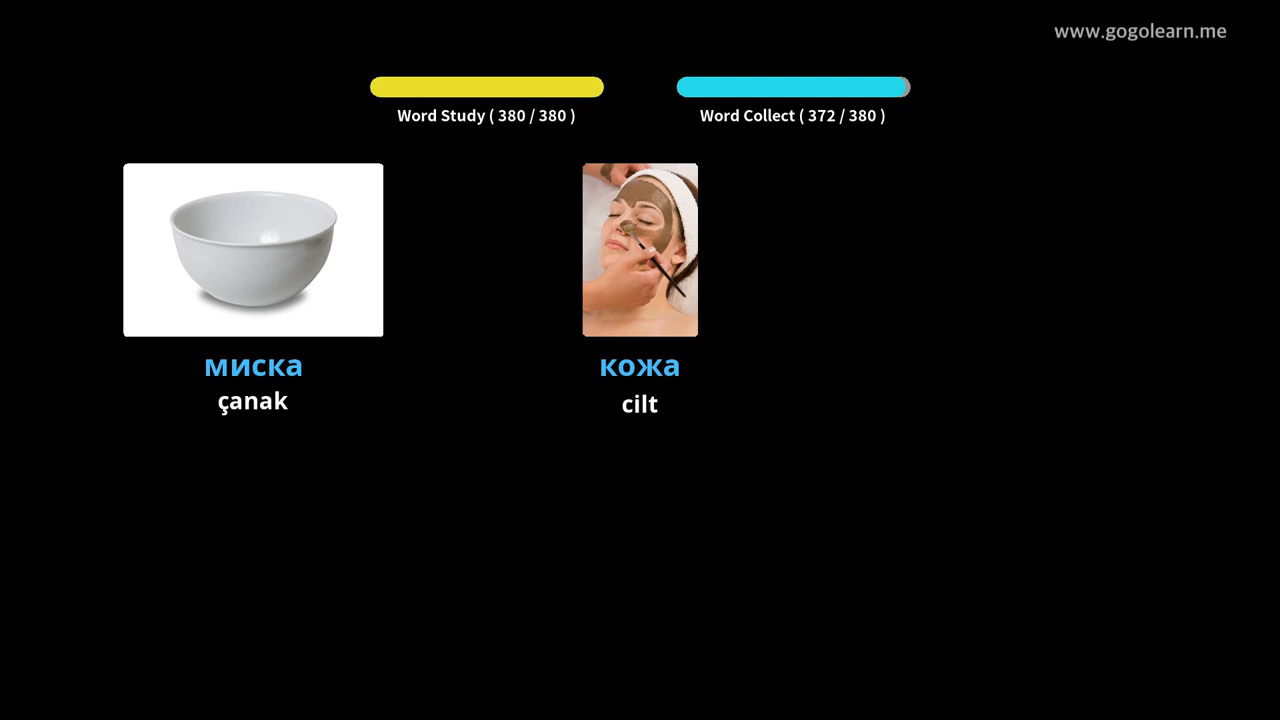 www.gogolearn.me
Word Study ( 380 / 380 )
Word Collect ( 372 / 380 )
миска
çanak
кожа
cilt